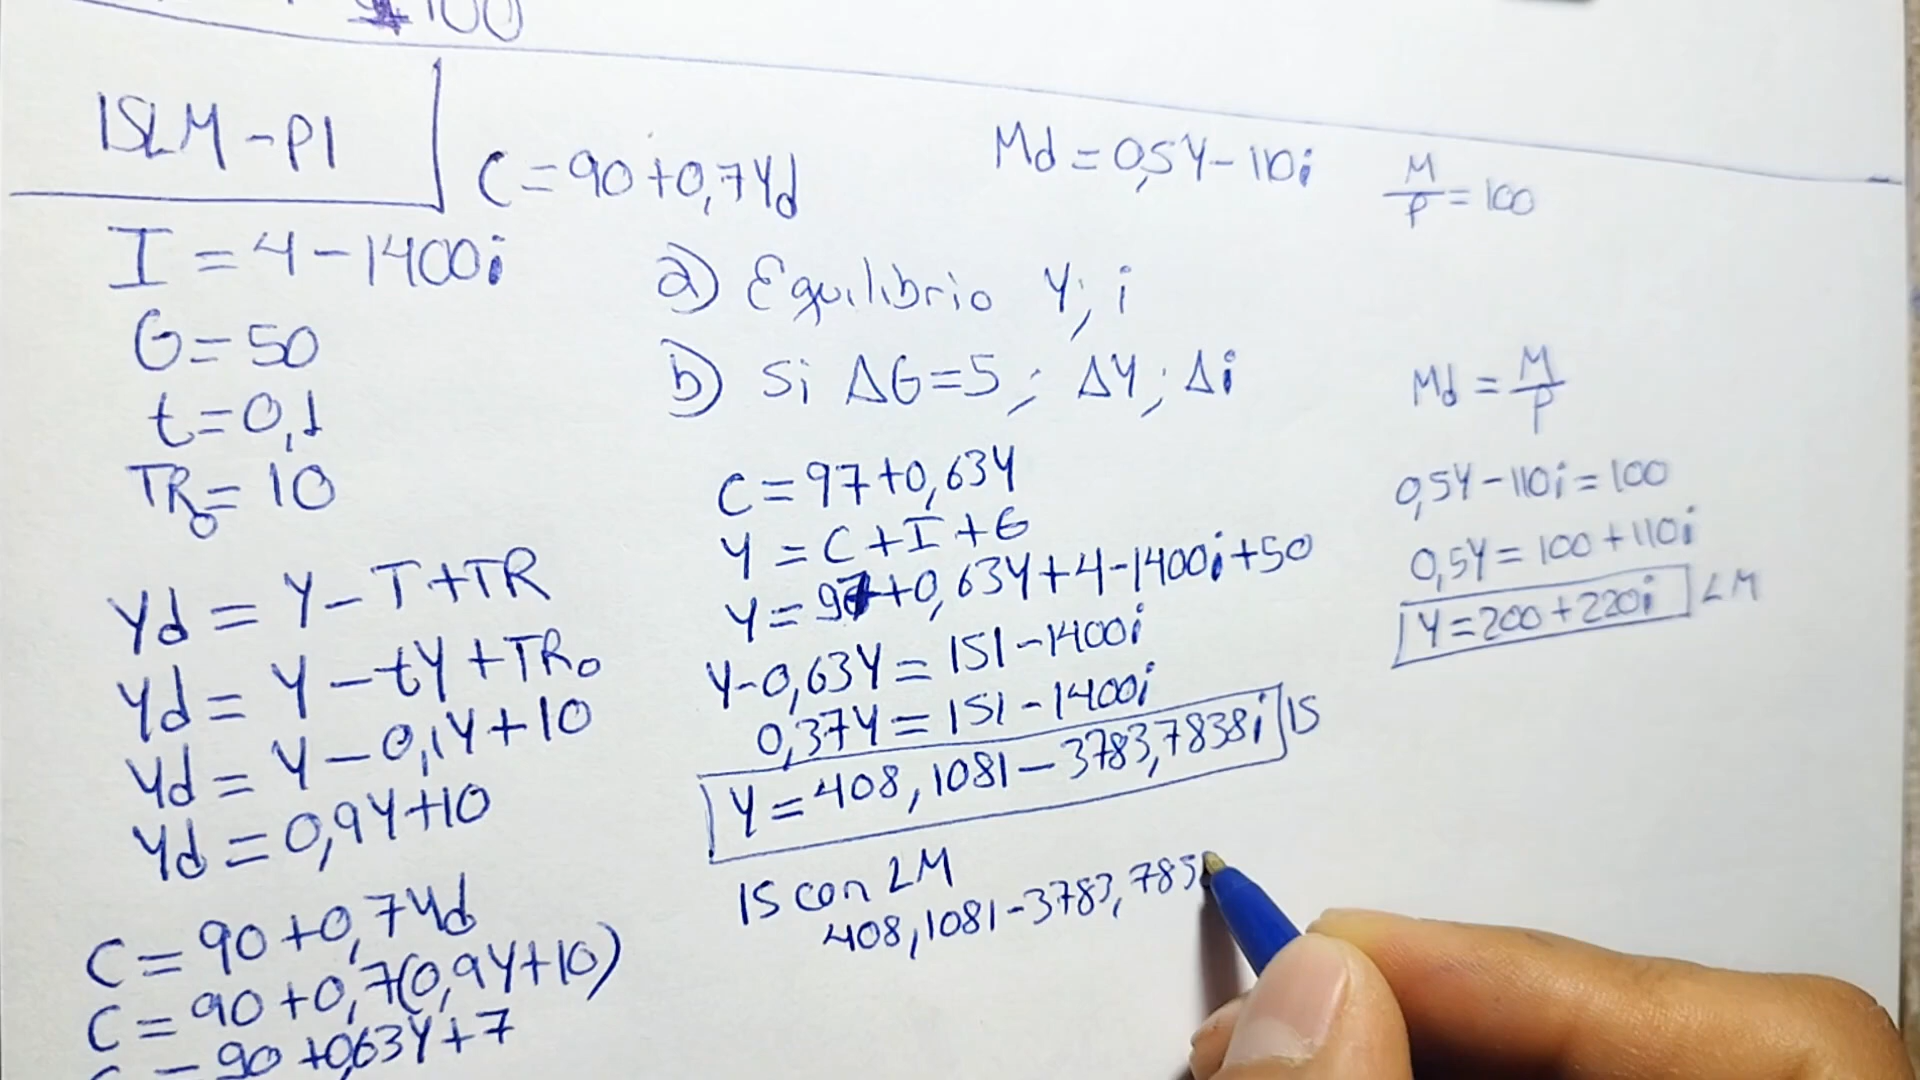 100
ISLM-P1
C=90+0,7Yd
Md=0,5Y-110i
M/P=100
I=4-1400i
G=50
t=0,1
TR₀=10
Yd=Y-T+TR
Yd=Y-tY+TR₀
Yd=Y-0,1Y+10
Yd=0,9Y+10
C=90+0,7Yd
C=90+0,7(0,9Y+10)
C=90+0,63Y+7
a) Equilibrio Y; i
b) Si ΔG=5; ΔY; Δi
C=97+0,63Y
Y=C+I+G
Y=97+0,63Y+4-1400i+50
Y-0,63Y=151-1400i
0,37Y=151-1400i
Y=408,1081-3783,7838i IS
IS con LM
408,1081-3783,783
Md=M/P
0,5Y-110i=100
0,5Y=100+110i
Y=200+220i LM